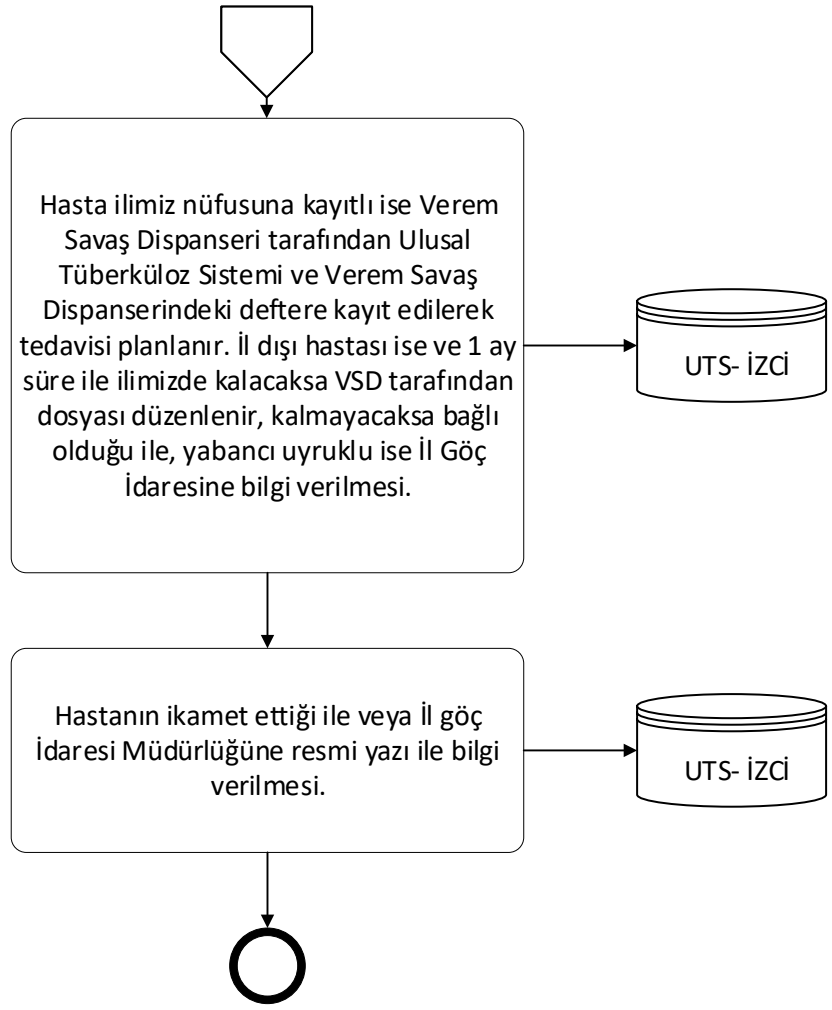 Hasta ilimiz nüfusuna kayıtlı ise Verem
Savaş Dispanseri tarafından Ulusal
Tüberküloz Sistemi ve Verem Savaş
Dispanserindeki deftere kayıt edilerek
tedavisi planlanır. İl dışı hastası ise ve 1 ay
süre ile ilimizde kalacaksa VSD tarafından
dosyası düzenlenir, kalmayacaksa bağlı
olduğu ile, yabancı uyruklu ise İl Göç
İdaresine bilgi verilmesi.
UTS- İZCİ
Hastanın ikamet ettiği ile veya İl göç
İdaresi Müdürlüğüne resmi yazı ile bilgi
verilmesi.
UTS- İZCİ